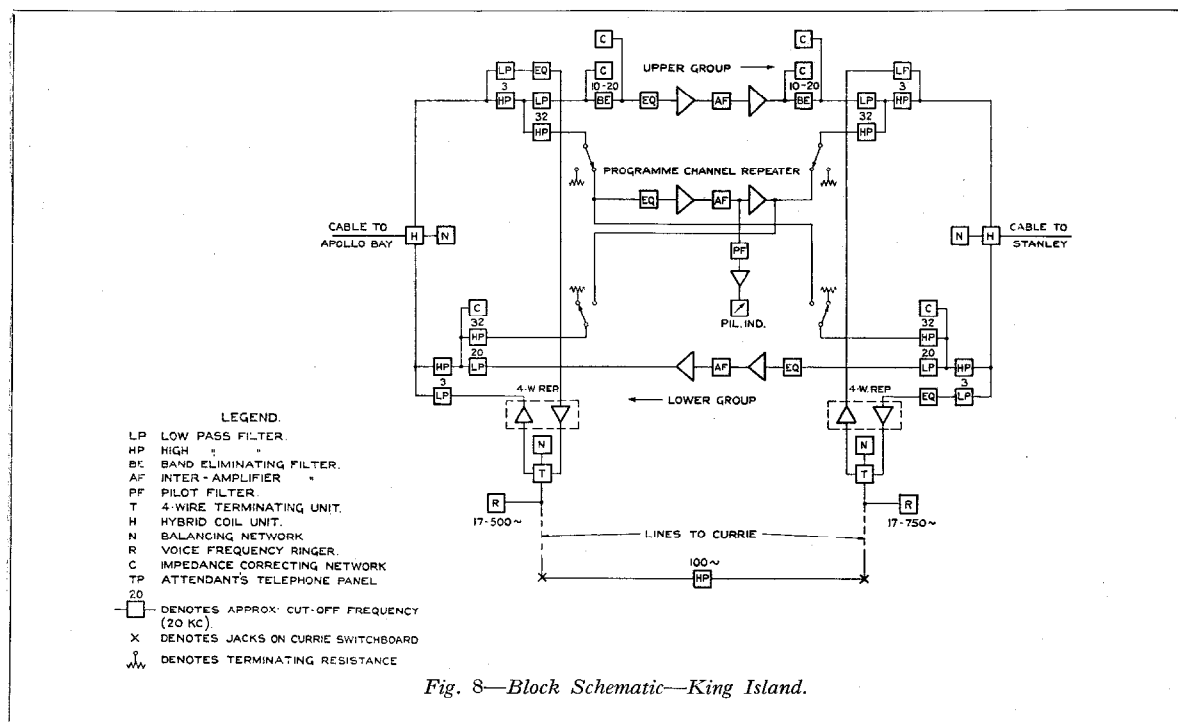 C
C
LP EQ
C
UPPER GROUP
C
LP
3
10-20
10-20
3
HP LP BE EQ AF BE LP HP
32
32
HP
HP
PROGRAMME CHANNEL REPEATER
EQ AF
CABLE TO
APOLLO BAY
H N
N H
CABLE TO
STANLEY
PF
PIL. IND.
C
C
32
32
HP
HP
20
20
HP LP AF EQ LP HP
3
3
LP
4-W. REP
4-W. REP
EQ LP
LOWER GROUP
N
N
T
T
R
R
17-500~
17-750~
LINES TO CURRIE
100~
HP
LEGEND.
LP LOW PASS FILTER.
HP HIGH " "
BE BAND ELIMINATING FILTER.
AF INTER-AMPLIFIER "
PF PILOT FILTER.
T 4-WIRE TERMINATING UNIT.
H HYBRID COIL UNIT.
N BALANCING NETWORK
R VOICE FREQUENCY RINGER.
C IMPEDANCE CORRECTING NETWORK
TP ATTENDANT'S TELEPHONE PANEL
20
DENOTES APPROX. CUT-OFF FREQUENCY
(20 KC).
X DENOTES JACKS ON CURRIE SWITCHBOARD
DENOTES TERMINATING RESISTANCE
Fig. 8—Block Schematic—King Island.